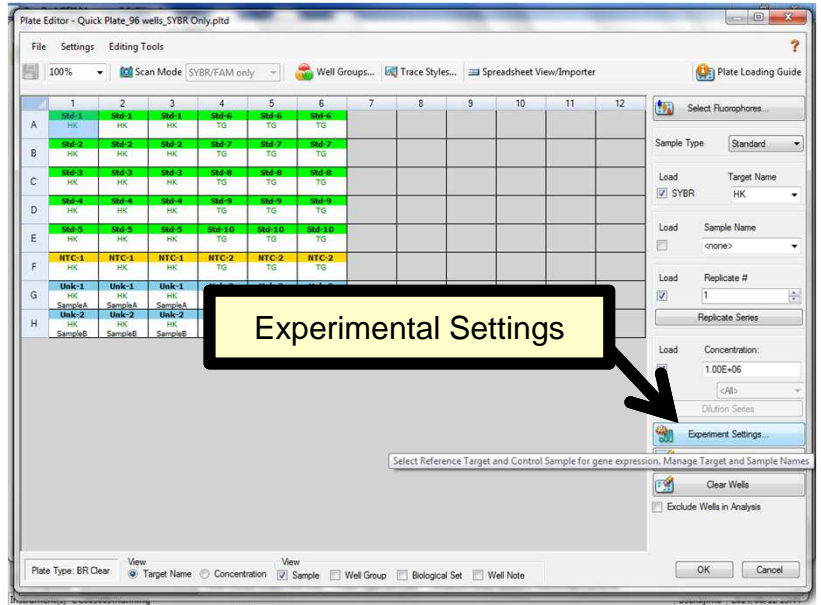 Plate Editor - Quick Plate_96 wells_SYBR Only.pltd
File Settings Editing Tools ?
100% Scan Mode SYBR/FAM only Well Groups... Trace Styles... Spreadsheet View/Importer Plate Loading Guide
1 2 3 4 5 6 7 8 9 10 11 12
Select Fluorophores...
Std-1 Std-1 Std-1 Std-6 Std-6 Std-6
A HK HK HK TG TG TG
Sample Type Standard
Std-2 Std-2 Std-2 Std-7 Std-7 Std-7
B HK HK HK TG TG TG
Std-3 Std-3 Std-3 Std-8 Std-8 Std-8
C HK HK HK TG TG TG
Load Target Name
SYBR HK
Std-4 Std-4 Std-4 Std-9 Std-9 Std-9
D HK HK HK TG TG TG
Load Sample Name
<none>
Std-5 Std-5 Std-5 Std-10 Std-10 Std-10
E HK HK HK TG TG TG
NTC-1 NTC-1 NTC-1 NTC-2 NTC-2 NTC-2
F HK HK HK TG TG TG
Load Replicate #
1
Replicate Series
Unk-1 Unk-1 Unk-1
G HK HK HK
SampleA SampleA SampleA
Unk-2 Unk-2 Unk-2
H HK HK HK
SampleB SampleB SampleB
Experimental Settings
Load Concentration:
1.00E+06
<All>
Dilution Series
Experiment Settings...
Select Reference Target and Control Sample for gene expression. Manage Target and Sample Names
Clear Wells
Exclude Wells in Analysis
Plate Type: BR Clear
View
Target Name Concentration
View
Sample Well Group Biological Set Well Note
OK Cancel